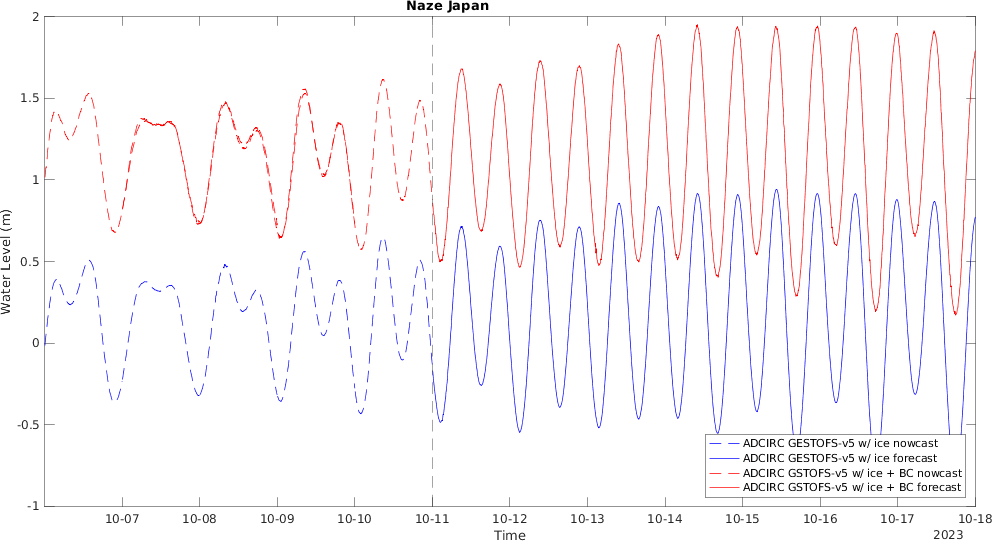 Naze Japan
2
1.5
1
0.5
0
-0.5
-1
Water Level (m)
ADCIRC GESTOFS-v5 w/ ice nowcast
ADCIRC GESTOFS-v5 w/ ice forecast
ADCIRC GSTOFS-v5 w/ ice + BC nowcast
ADCIRC GSTOFS-v5 w/ ice + BC forecast
10-07 10-08 10-09 10-10 10-11 10-12 10-13 10-14 10-15 10-16 10-17 10-18
Time
2023